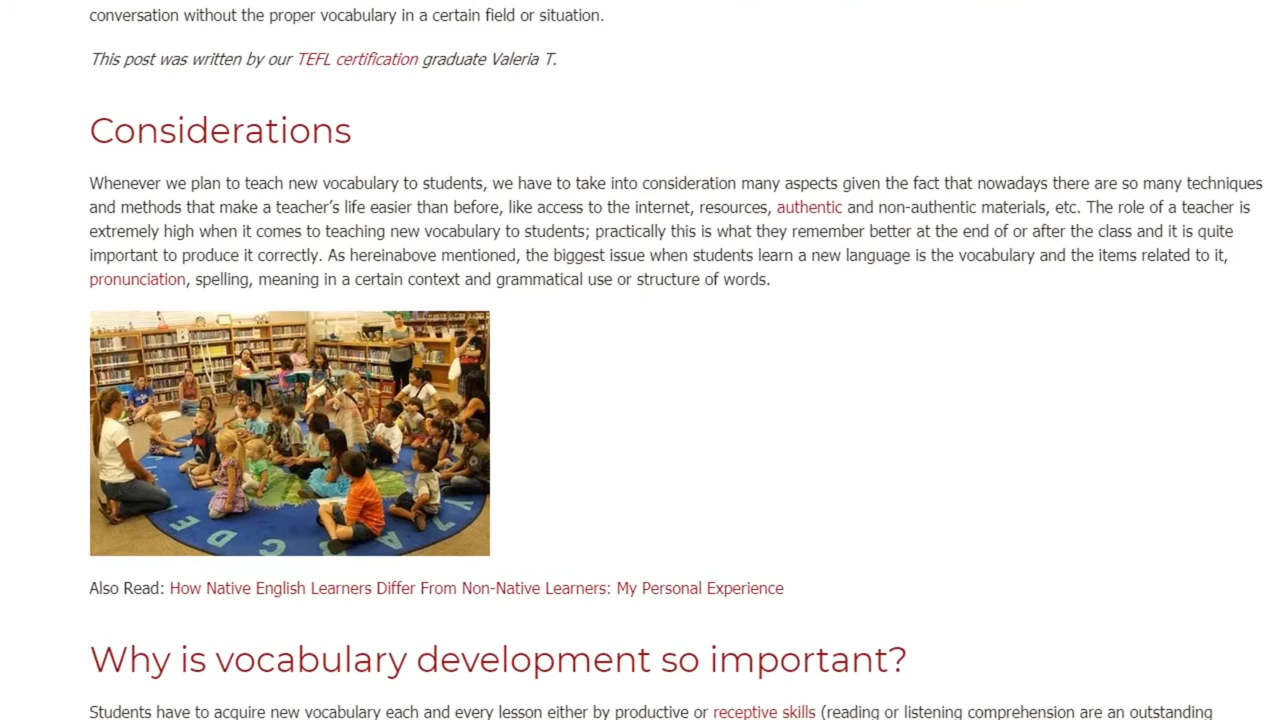 conversation without the proper vocabulary in a certain field or situation.
This post was written by our TEFL certification graduate Valeria T.
Considerations
Whenever we plan to teach new vocabulary to students, we have to take into consideration many aspects given the fact that nowadays there are so many techniques
and methods that make a teacher’s life easier than before, like access to the internet, resources, authentic and non-authentic materials, etc. The role of a teacher is
extremely high when it comes to teaching new vocabulary to students; practically this is what they remember better at the end of or after the class and it is quite
important to produce it correctly. As hereinabove mentioned, the biggest issue when students learn a new language is the vocabulary and the items related to it,
pronunciation, spelling, meaning in a certain context and grammatical use or structure of words.
E D C B A Z Y
Also Read: How Native English Learners Differ From Non-Native Learners: My Personal Experience
Why is vocabulary development so important?
Students have to acquire new vocabulary each and every lesson either by productive or receptive skills (reading or listening comprehension are an outstanding